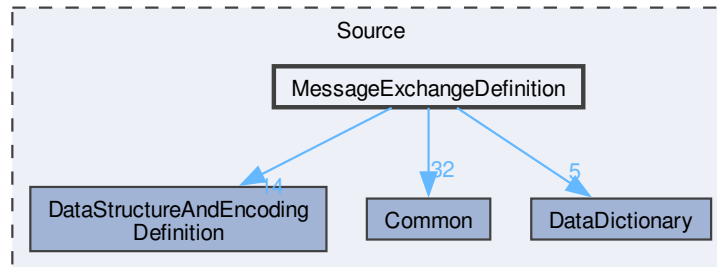 Source
MessageExchangeDefinition
32
5
14
DataStructureAndEncoding
Definition
Common
DataDictionary